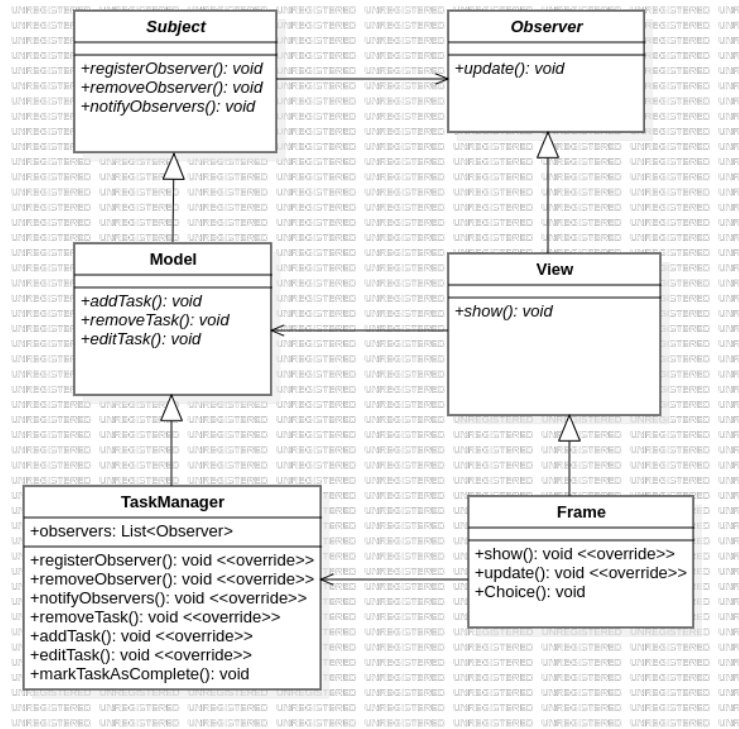 Subject
+registerObserver(): void
+removeObserver(): void
+notifyObservers(): void
Observer
+update(): void
Model
+addTask(): void
+removeTask(): void
+editTask(): void
View
+show(): void
TaskManager
+observers: List<Observer>
+registerObserver(): void <<override>>
+removeObserver(): void <<override>>
+notifyObservers(): void <<override>>
+removeTask(): void <<override>>
+addTask(): void <<override>>
+editTask(): void <<override>>
+markTaskAsComplete(): void
Frame
+show(): void <<override>>
+update(): void <<override>>
+Choice(): void
UNREGISTERED